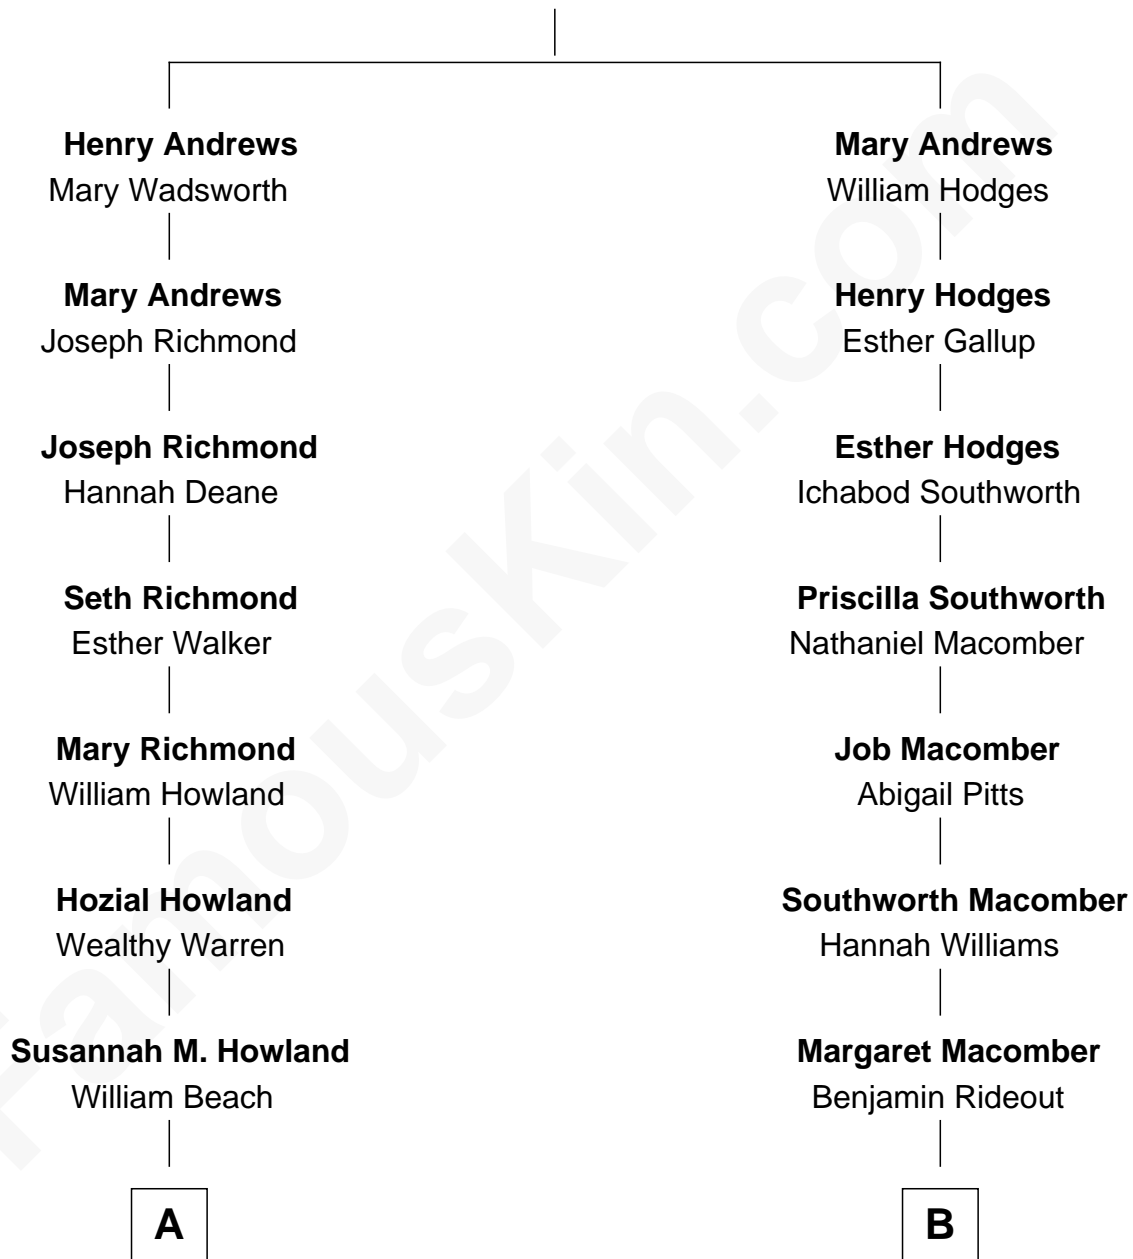 Henry Andrews
Mary Wadsworth
Mary Andrews
Joseph Richmond
Joseph Richmond
Hannah Deane
Seth Richmond
Esther Walker
Mary Richmond
William Howland
Hozial Howland
Wealthy Warren
Susannah M. Howland
William Beach
A
Mary Andrews
William Hodges
Henry Hodges
Esther Gallup
Esther Hodges
Ichabod Southworth
Priscilla Southworth
Nathaniel Macomber
Job Macomber
Abigail Pitts
Southworth Macomber
Hannah Williams
Margaret Macomber
Benjamin Rideout
B
FamousKin.com